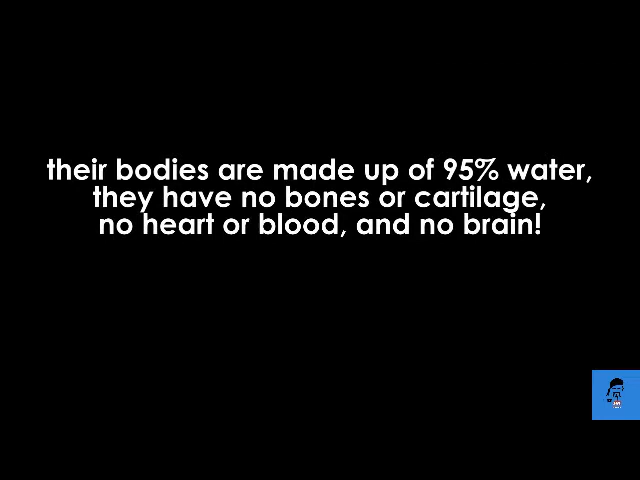 their bodies are made up of 95% water,
they have no bones or cartilage,
no heart or blood, and no brain!